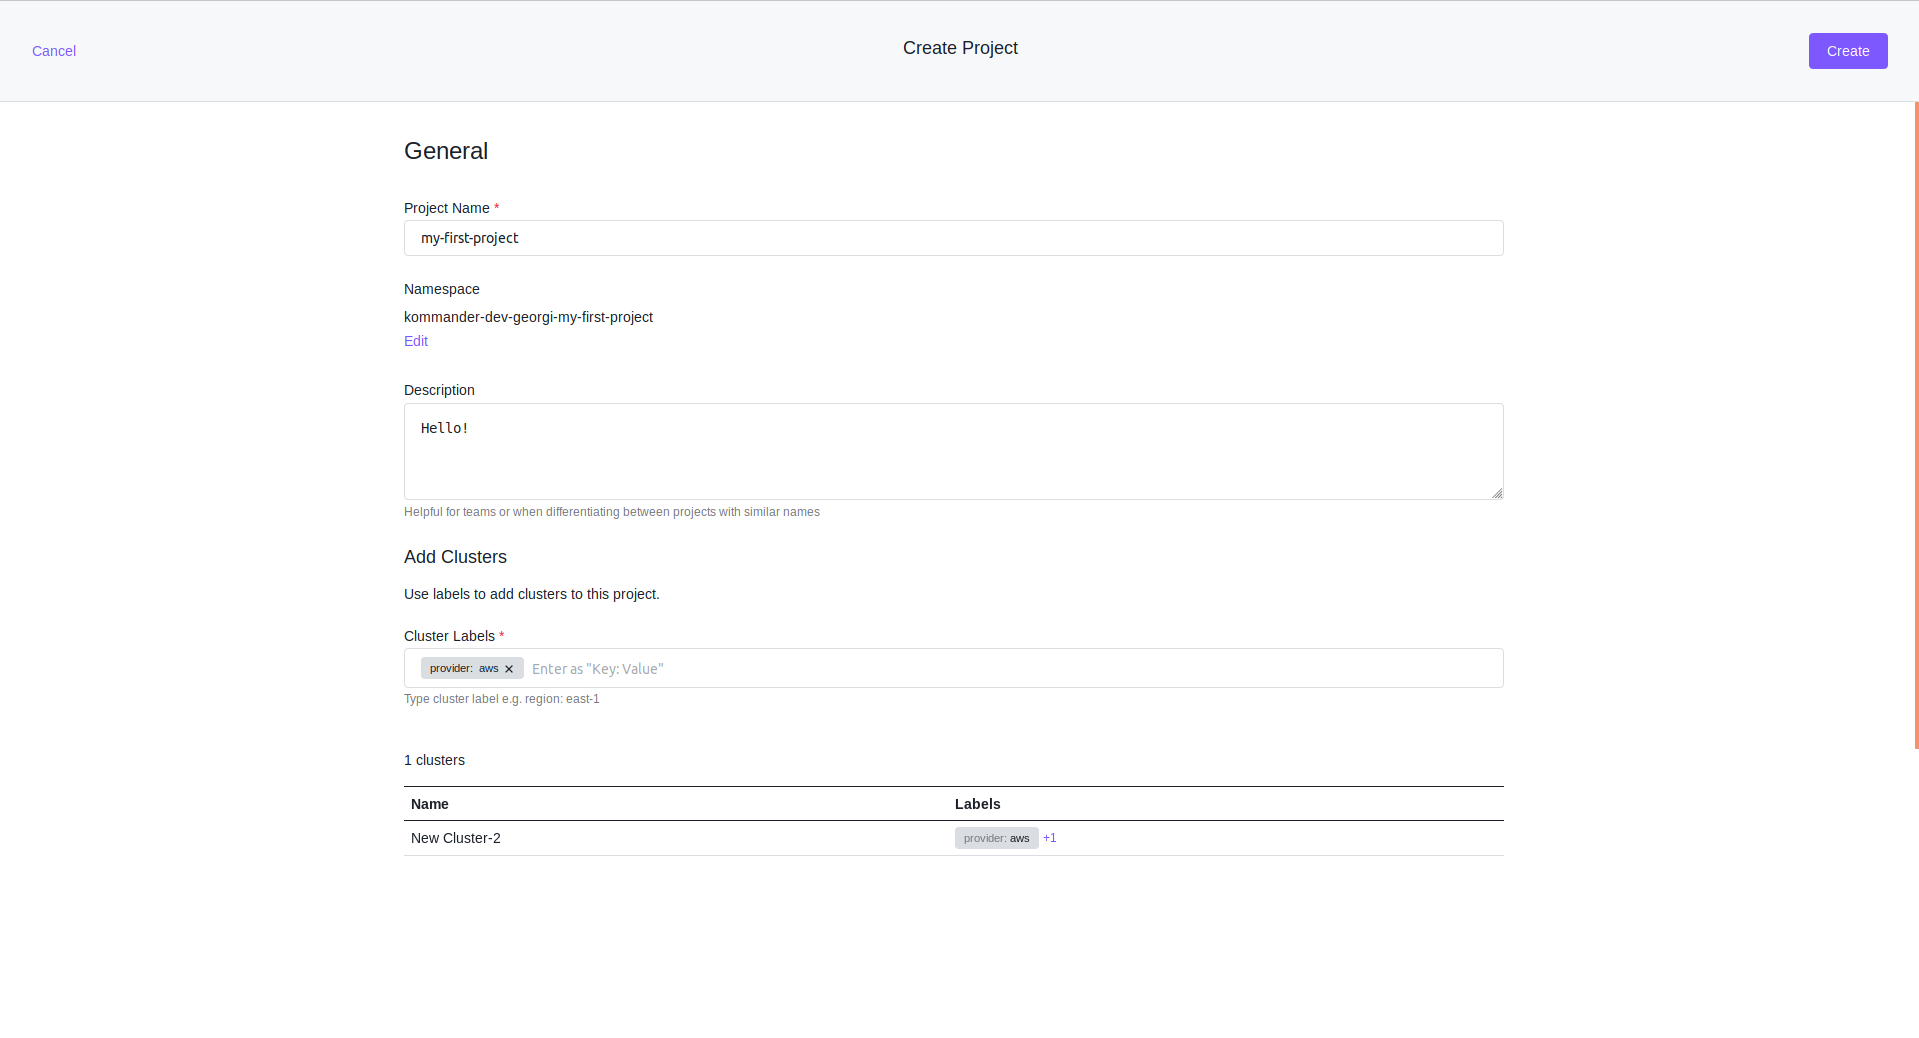 Cancel
Create Project
Create
General
Project Name *
my-first-project
Namespace
kommander-dev-georgi-my-first-project
Edit
Description
Hello!
Helpful for teams or when differentiating between projects with similar names
Add Clusters
Use labels to add clusters to this project.
Cluster Labels *
provider: aws × Enter as "Key: Value"
Type cluster label e.g. region: east-1
1 clusters
Name Labels
New Cluster-2 provider: aws +1